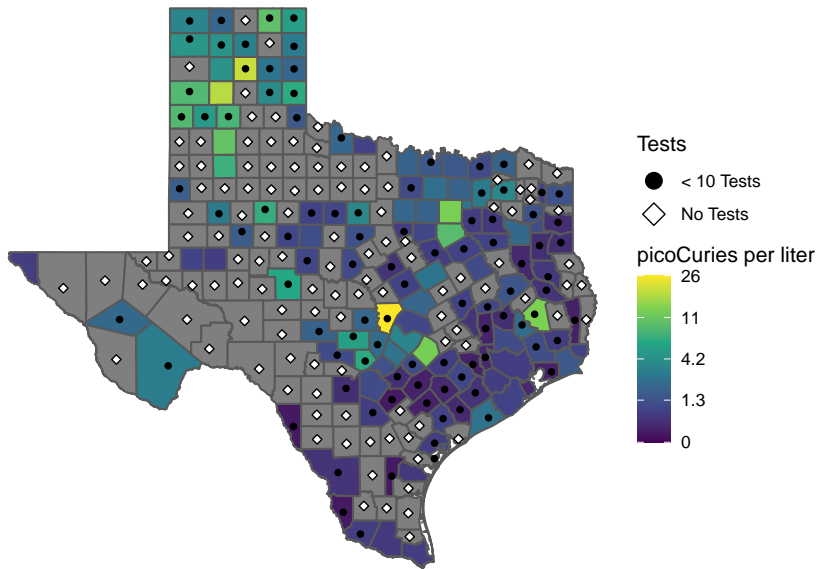 Tests
< 10 Tests
No Tests
picoCuries per liter
26
11
4.2
1.3
0